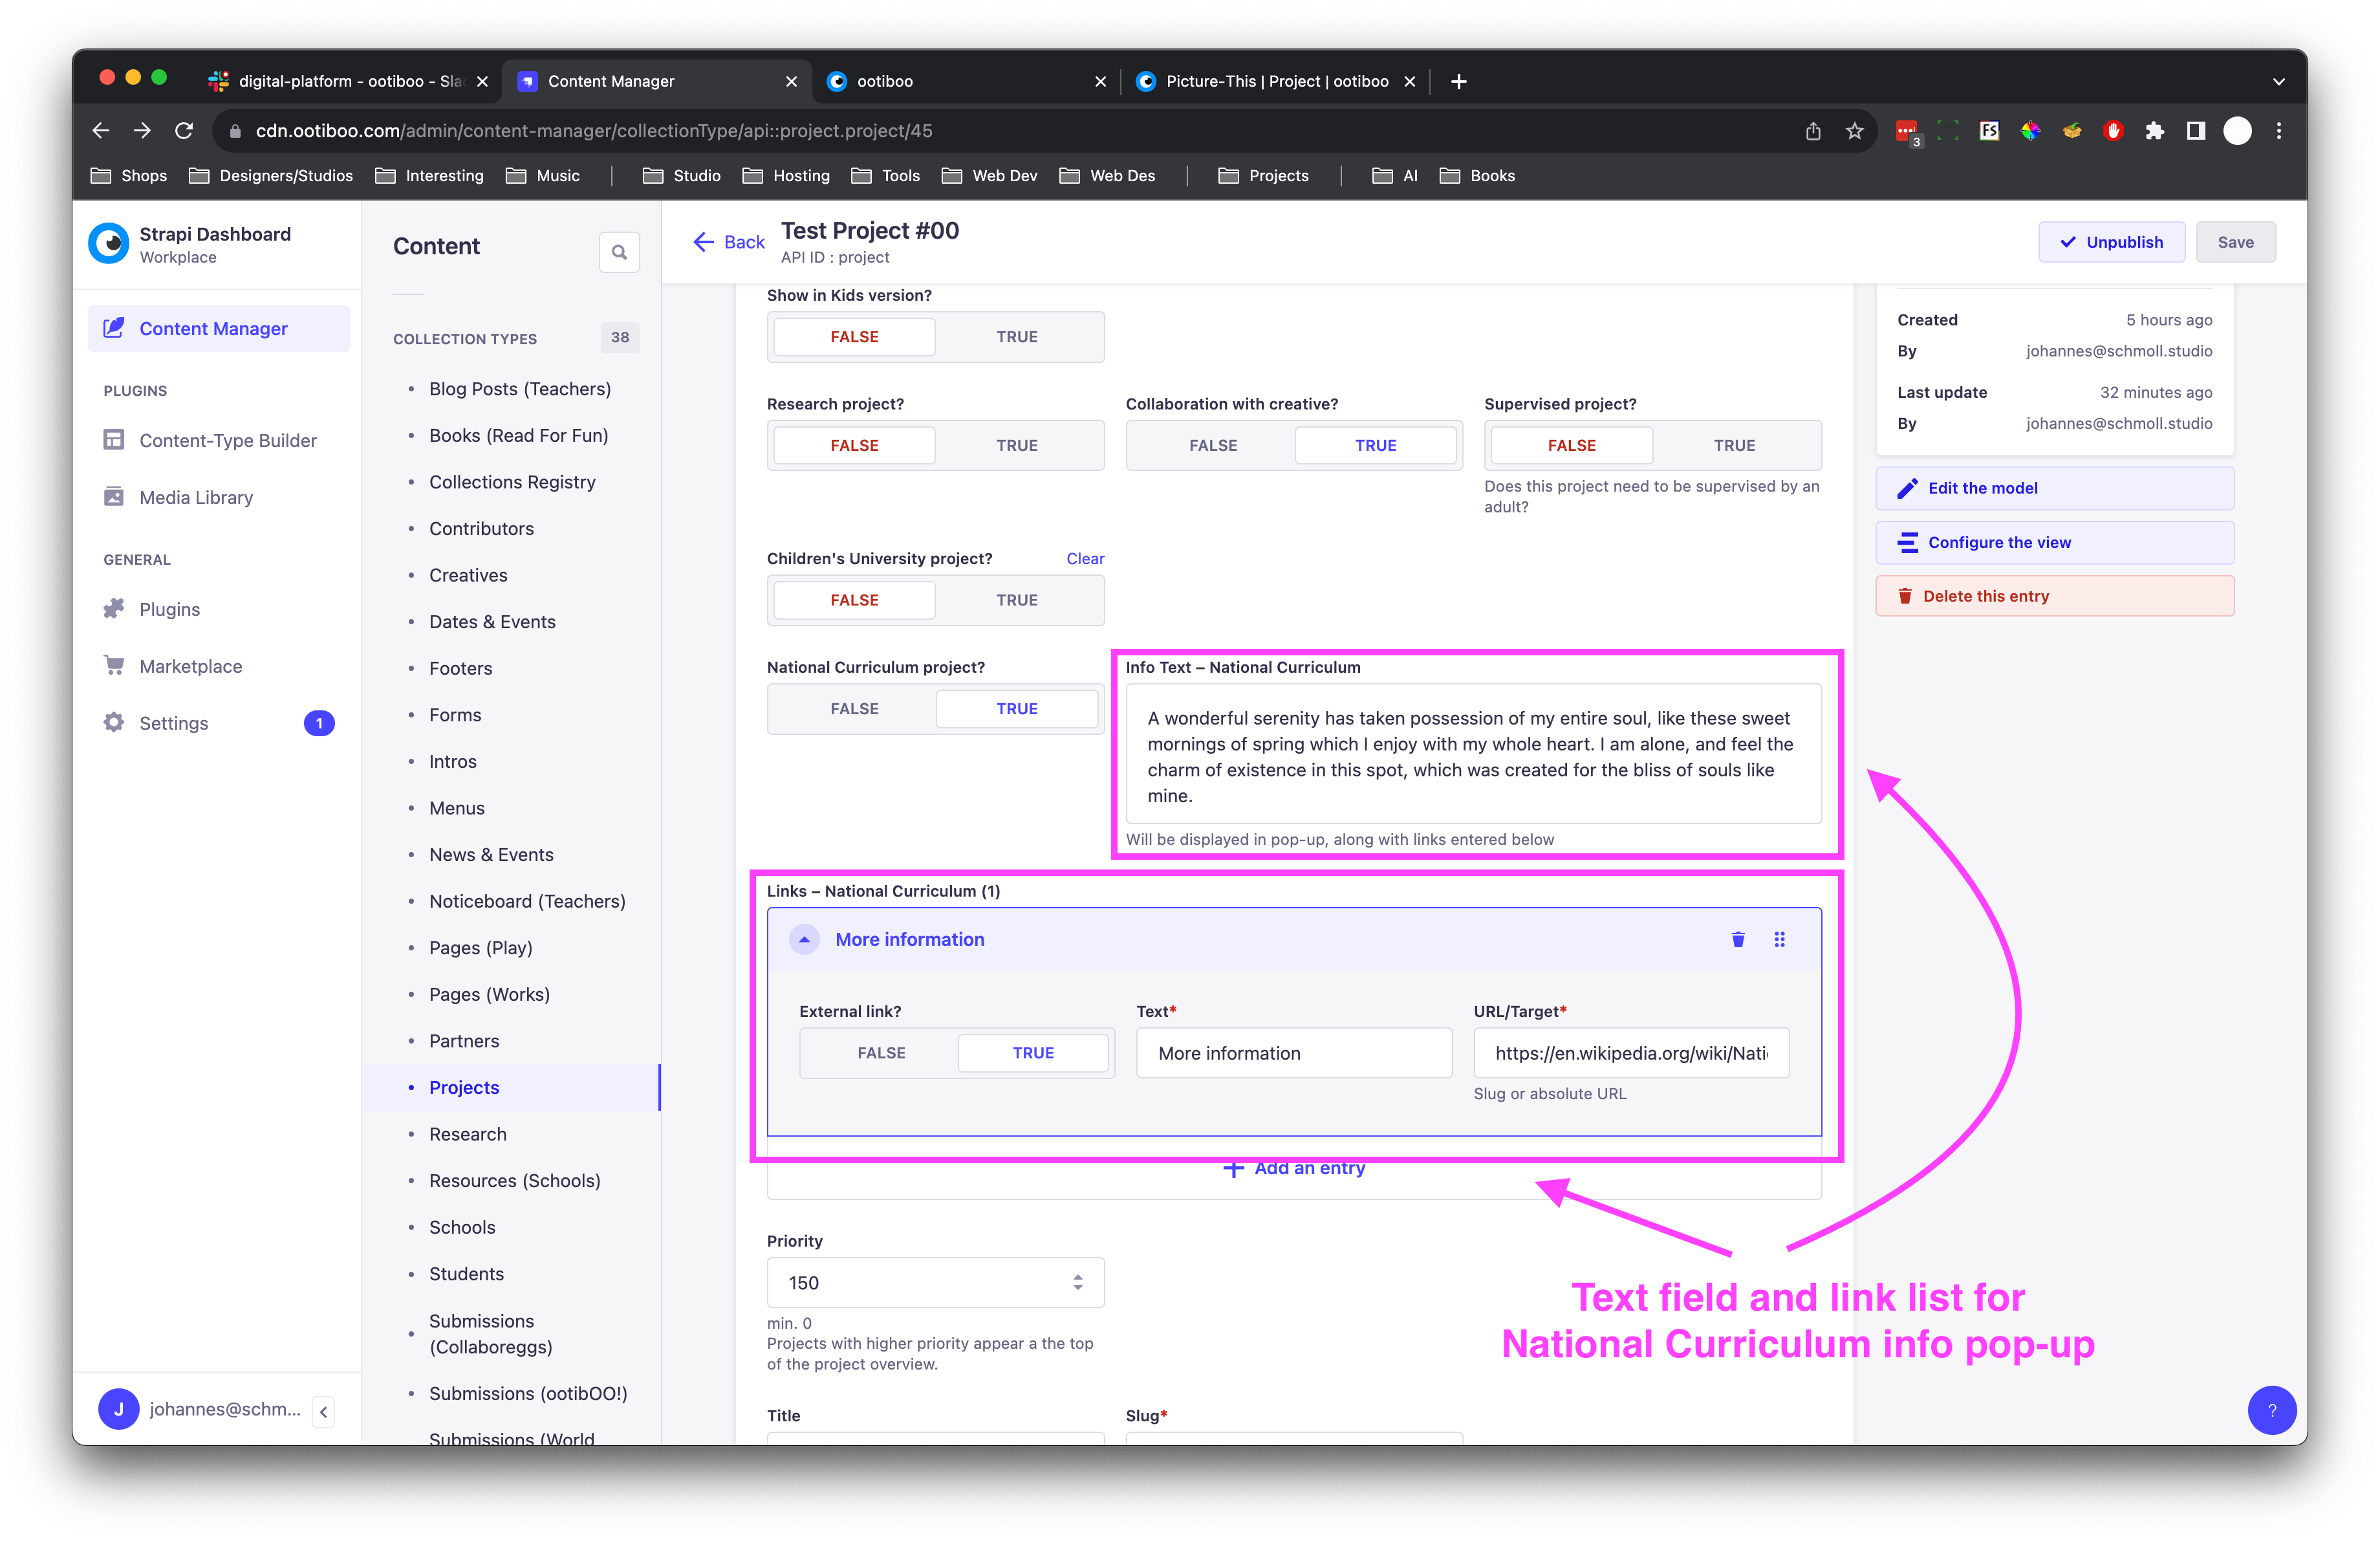 digital-platform - ootiboo - Sla
Content Manager
ootiboo
Picture-This | Project | ootiboo
cdn.ootiboo.com/admin/content-manager/collectionType/api::project.project/45
3
Shops
Designers/Studios
Interesting
Music
Studio
Hosting
Tools
Web Dev
Web Des
Projects
AI
Books
Strapi Dashboard
Workplace
Content Manager
PLUGINS
Content-Type Builder
Media Library
GENERAL
Plugins
Marketplace
Settings
1
J
johannes@schm...
Content
COLLECTION TYPES
38
Blog Posts (Teachers)
Books (Read For Fun)
Collections Registry
Contributors
Creatives
Dates & Events
Footers
Forms
Intros
Menus
News & Events
Noticeboard (Teachers)
Pages (Play)
Pages (Works)
Partners
Projects
Research
Resources (Schools)
Schools
Students
Submissions
(Collaboreggs)
Submissions (ootibOO!)
Submissions (World
Back
Test Project #00
API ID : project
Unpublish
Save
Show in Kids version?
FALSE
TRUE
Research project?
FALSE
TRUE
Collaboration with creative?
FALSE
TRUE
Supervised project?
FALSE
TRUE
Does this project need to be supervised by an
adult?
Children's University project?
Clear
FALSE
TRUE
National Curriculum project?
FALSE
TRUE
Info Text – National Curriculum
A wonderful serenity has taken possession of my entire soul, like these sweet
mornings of spring which I enjoy with my whole heart. I am alone, and feel the
charm of existence in this spot, which was created for the bliss of souls like
mine.
Will be displayed in pop-up, along with links entered below
Links – National Curriculum (1)
More information
External link?
FALSE
TRUE
Text*
More information
URL/Target*
https://en.wikipedia.org/wiki/Nati
Slug or absolute URL
Add an entry
Priority
150
min. 0
Projects with higher priority appear a the top
of the project overview.
Title
Slug*
Created
5 hours ago
By
johannes@schmoll.studio
Last update
32 minutes ago
By
johannes@schmoll.studio
Edit the model
Configure the view
Delete this entry
Text field and link list for
National Curriculum info pop-up
?